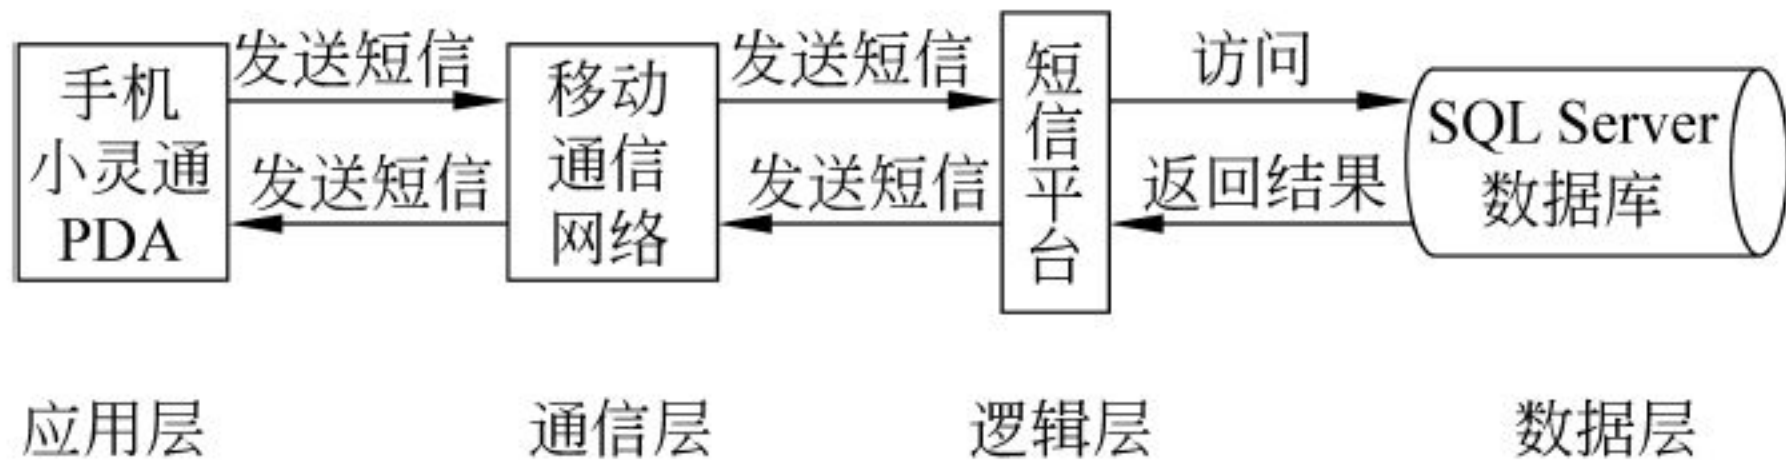 手机
小灵通
PDA
发送短信
发送短信
移动
通信
网络
发送短信
发送短信
短信平台
访问
返回结果
SQL Server
数据库
应用层
通信层
逻辑层
数据层